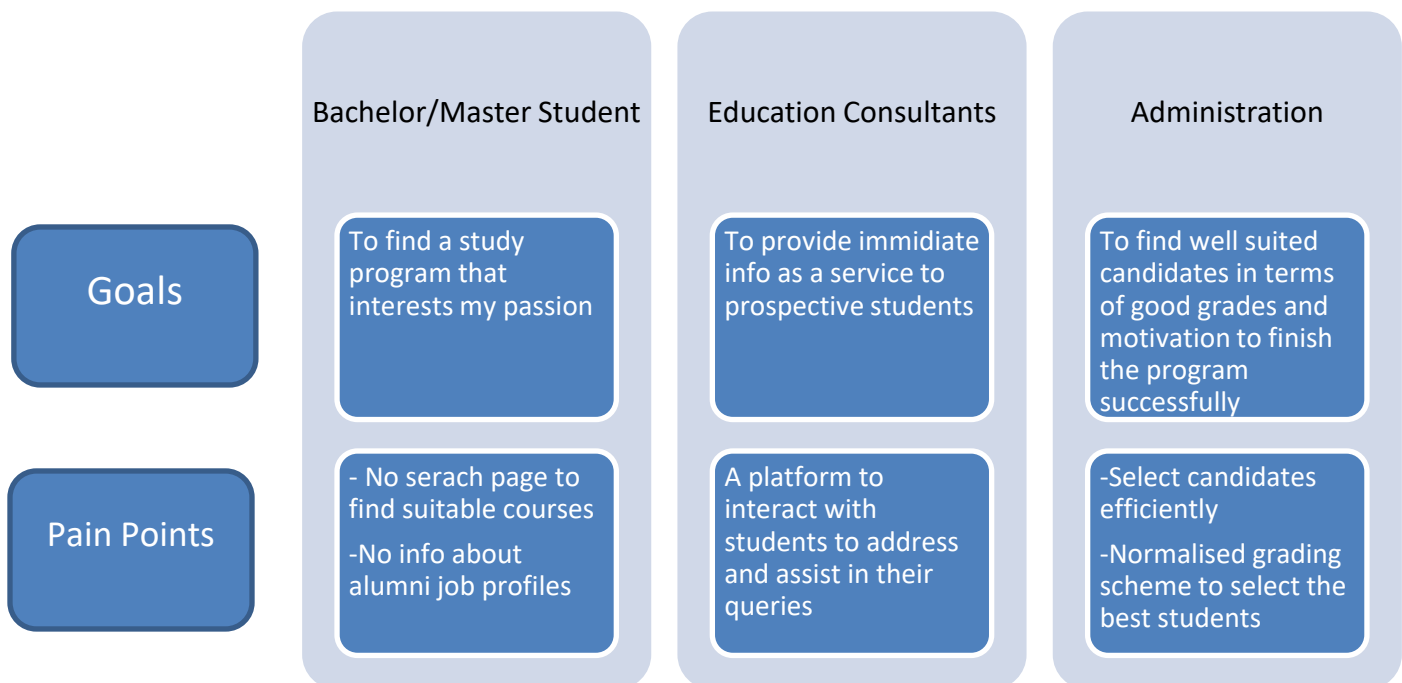 Bachelor/Master Student
Education Consultants
Administration
Goals
To find a study
program that
interests my passion
To provide immidiate
info as a service to
prospective students
To find well suited
candidates in terms
of good grades and
motivation to finish
the program
successfully
Pain Points
- No serach page to
find suitable courses
-No info about
alumni job profiles
A platform to
interact with
students to address
and assist in their
queries
-Select candidates
efficiently
-Normalised grading
scheme to select the
best students